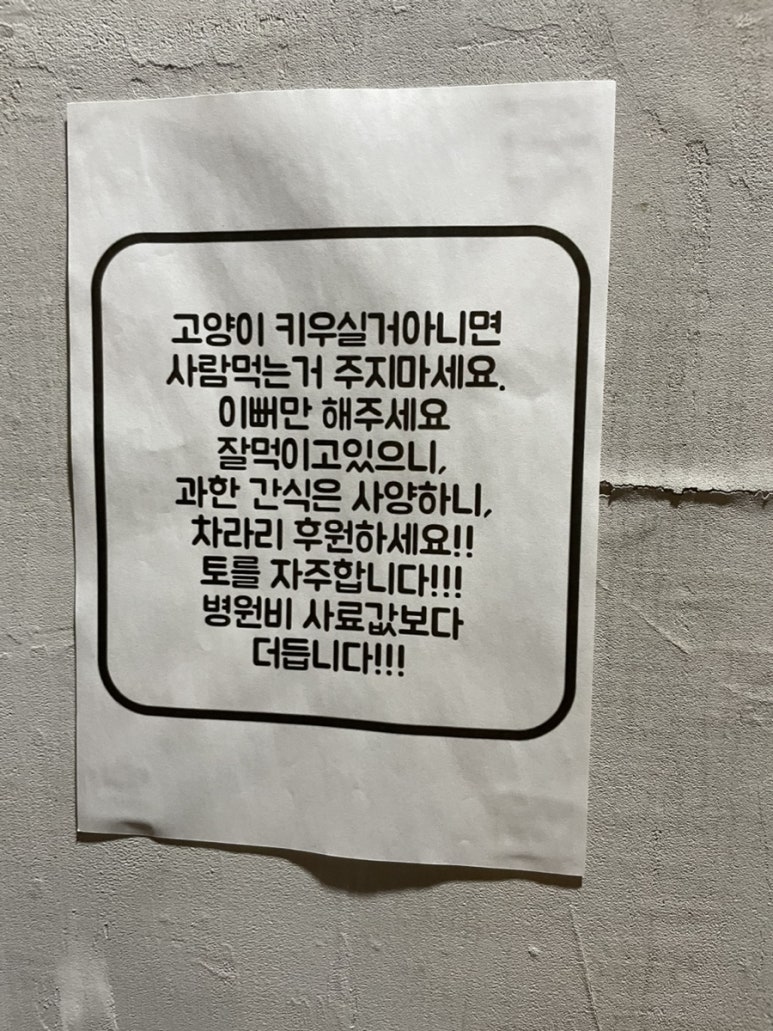 고양이 키우실거아니면
사람먹는거 주지마세요.
이뻐만 해주세요
잘먹이고있으니,
과한 간식은 사양하니,
차라리 후원하세요!!
토를 자주합니다!!!
병원비 사료값보다
더듭니다!!!